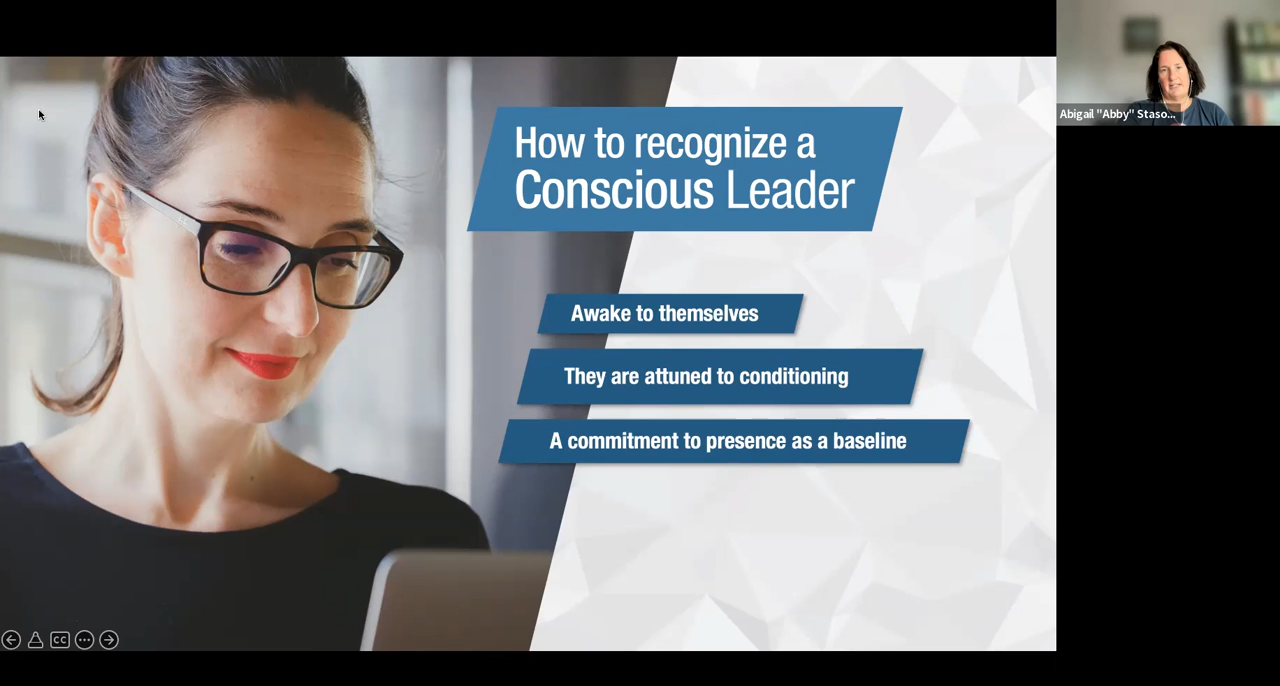 How to recognize a
Conscious Leader
Awake to themselves
They are attuned to conditioning
A commitment to presence as a baseline
Abigail "Abby" Staso...
CC